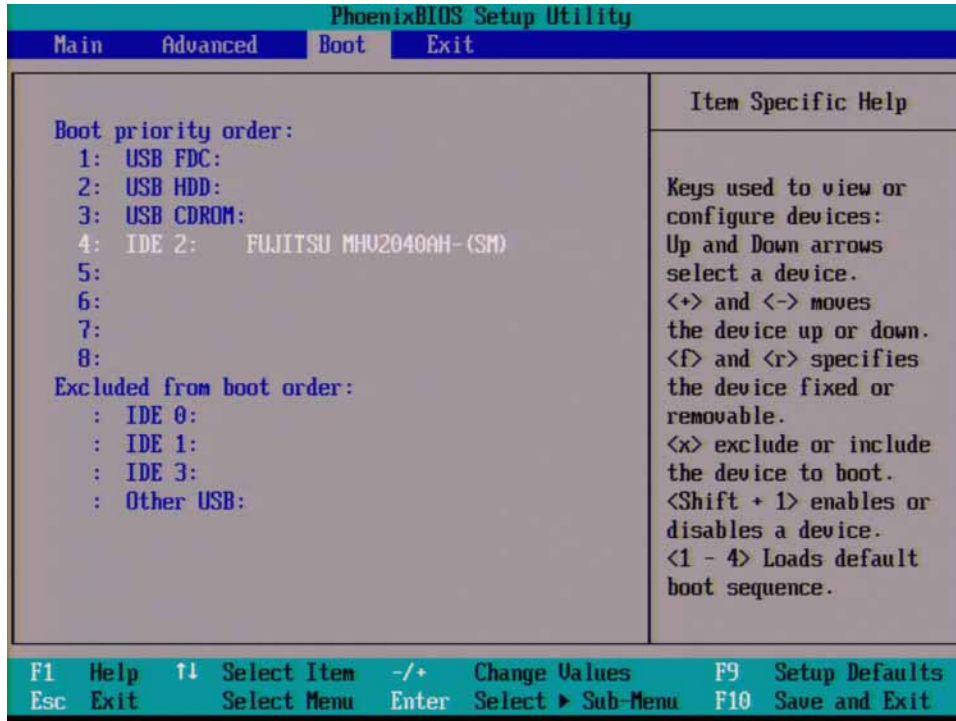 PhoenixBIOS Setup Utility
Main Advanced Boot Exit
Boot priority order:
1: USB FDC:
2: USB HDD:
3: USB CDROM:
4: IDE 2: FUJITSU MHV2040AH-(SM)
5:
6:
7:
8:
Excluded from boot order:
: IDE 0:
: IDE 1:
: IDE 3:
: Other USB:
Item Specific Help
Keys used to view or
configure devices:
Up and Down arrows
select a device.
<+> and <-> moves
the device up or down.
<f> and <r> specifies
the device fixed or
removable.
<x> exclude or include
the device to boot.
<Shift + 1> enables or
disables a device.
<1 - 4> Loads default
boot sequence.
F1 Help ↑↓ Select Item -/+ Change Values F9 Setup Defaults
Esc Exit Select Menu Enter Select ▶ Sub-Menu F10 Save and Exit